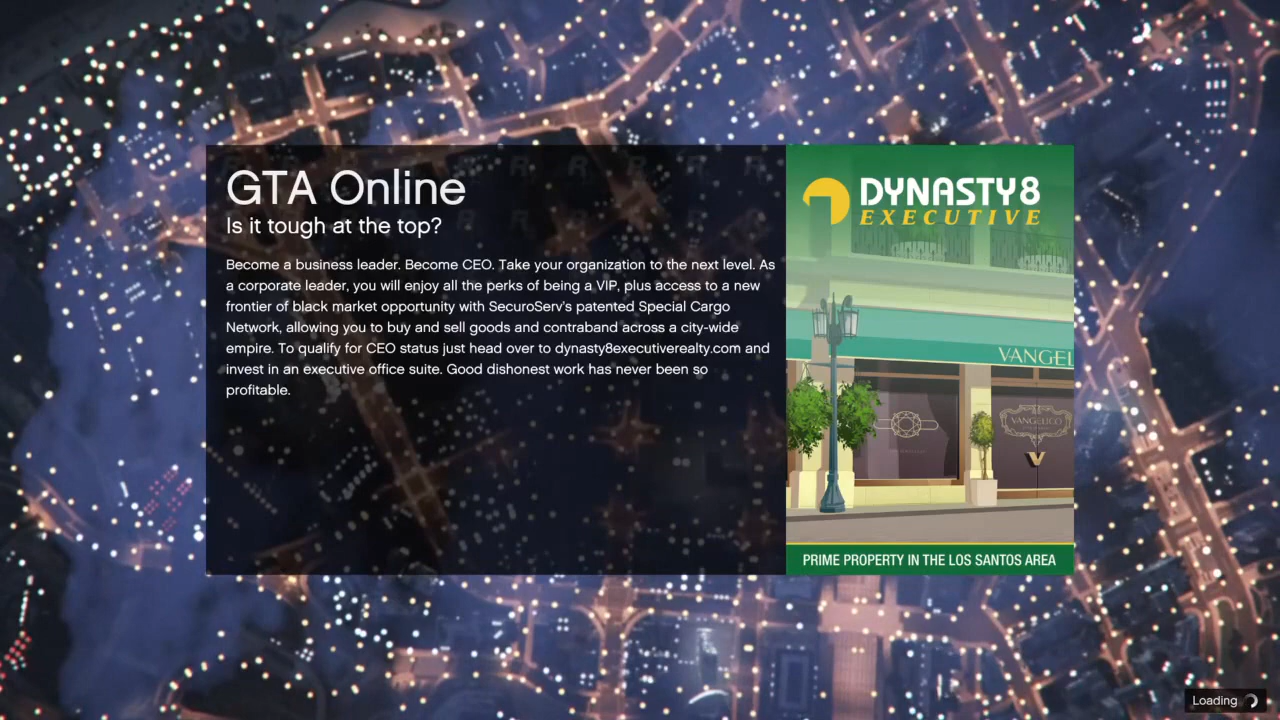 GTA Online
Is it tough at the top?
Become a business leader. Become CEO. Take your organization to the next level. As
a corporate leader, you will enjoy all the perks of being a VIP, plus access to a new
frontier of black market opportunity with SecuroServ's patented Special Cargo
Network, allowing you to buy and sell goods and contraband across a city-wide
empire. To qualify for CEO status just head over to dynasty8executiverealty.com and
invest in an executive office suite. Good dishonest work has never been so
profitable.
DYNASTY8
EXECUTIVE
VANGEL
VANGELICO
PRIME PROPERTY IN THE LOS SANTOS AREA
Loading